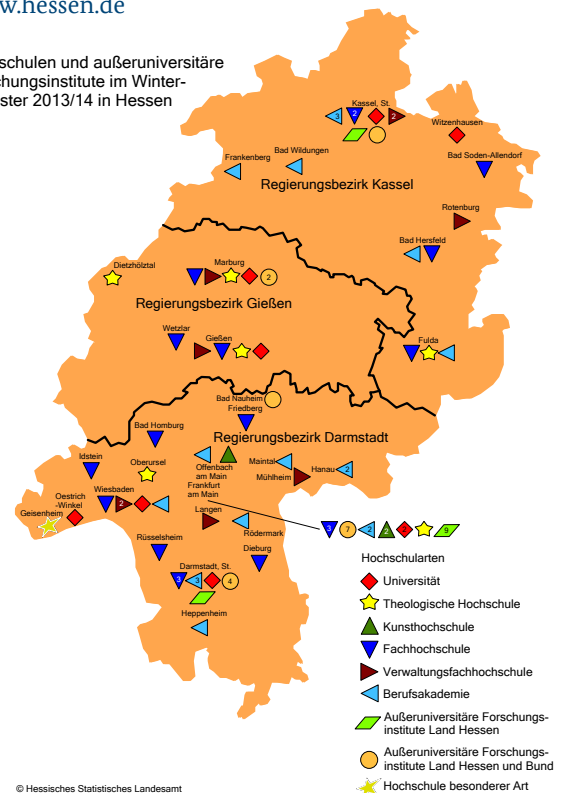 w.hessen.de
schulen und außeruniversitäre
chungsinstitute im Winter-
ster 2013/14 in Hessen
Kassel, St.
3 2 2
Witzenhausen
Bad Wildungen
Frankenberg
Bad Soden-Allendorf
Regierungsbezirk Kassel
Rotenburg
Bad Hersfeld
Dietzhölztal
Marburg
2
Regierungsbezirk Gießen
Wetzlar
Gießen
Fulda
Bad Nauheim
Friedberg
Bad Homburg
Regierungsbezirk Darmstadt
Idstein
Oberursel
Offenbach
am Main
Maintal
Hanau
2
Mühlheim
Frankfurt
am Main
Wiesbaden
2
Oestrich
-Winkel
Geisenheim
Langen
Rödermark
3 7 2 2 2 9
Rüsselsheim
Dieburg
Darmstadt, St.
3 3 4
Heppenheim
Hochschularten
Universität
Theologische Hochschule
Kunsthochschule
Fachhochschule
Verwaltungsfachhochschule
Berufsakademie
Außeruniversitäre Forschungs-
institute Land Hessen
Außeruniversitäre Forschungs-
institute Land Hessen und Bund
Hochschule besonderer Art
© Hessisches Statistisches Landesamt